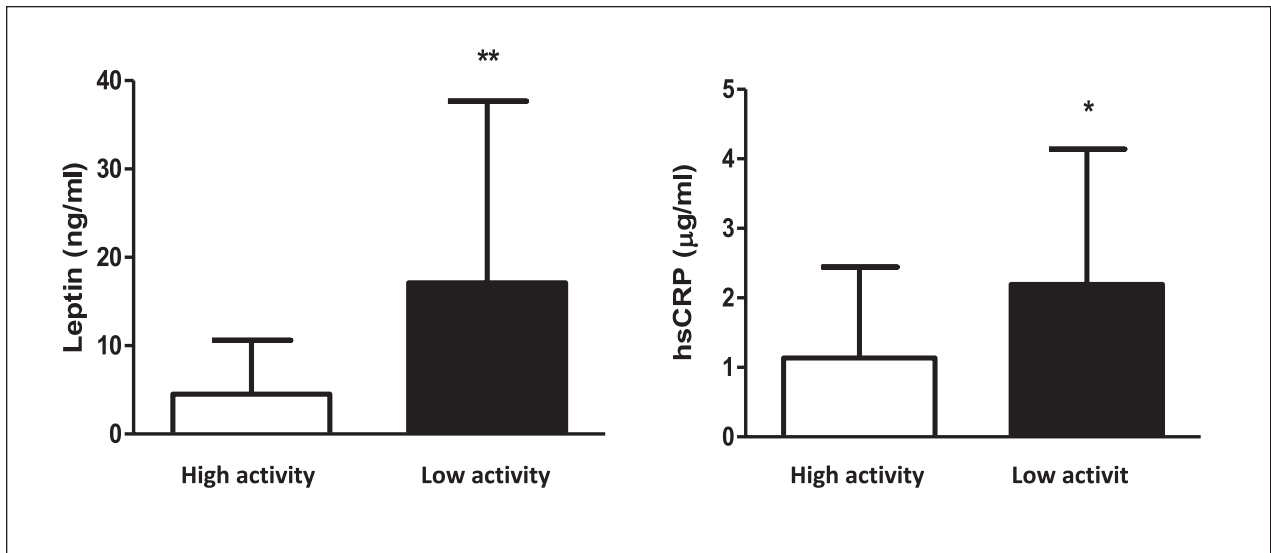 **
40
30
20
10
0
Leptin (ng/ml)
High activity
Low activity
*
5
4
3
2
1
0
hsCRP (μg/ml)
High activity
Low activit